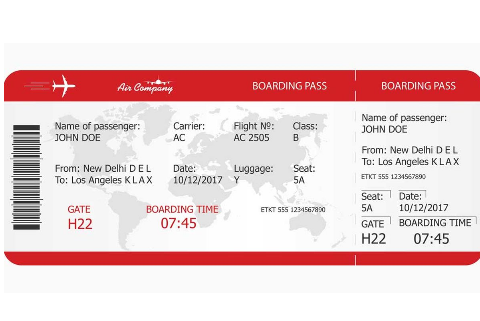 Air Company
BOARDING PASS
Name of passenger:
JOHN DOE
Carrier:
AC
Flight Nº:
AC 2505
Class:
B
From: New Delhi D E L
To: Los Angeles K L A X
Date:
10/12/2017
Luggage:
Y
Seat:
5A
GATE
H22
BOARDING TIME
07:45
ETKT 555 1234567890
BOARDING PASS
Name of passenger:
JOHN DOE
From: New Delhi D E L
To: Los Angeles K L A X
ETKT 555 1234567890
Seat:
5A
Date:
10/12/2017
GATE
H22
BOARDING TIME
07:45